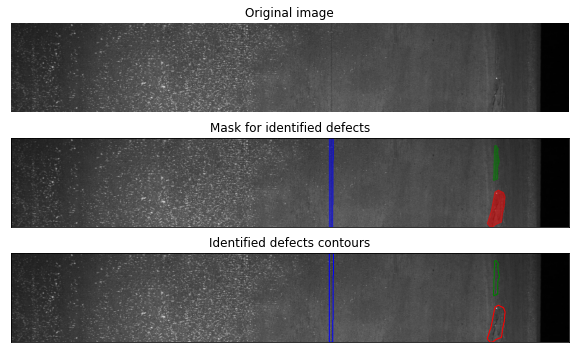 Original image
Mask for identified defects
Identified defects contours